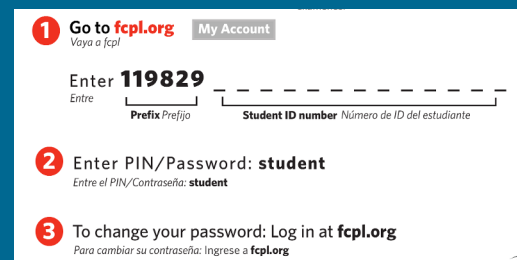 1 Go to fcpl.org My Account
Vaya a fcpl
Enter 119829 _ _ _ _ _ _ _ _ _ _ _ _ _ _
Entre
Prefix Prefijo Student ID number Número de ID del estudiante
2 Enter PIN/Password: student
Entre el PIN/Contraseña: student
3 To change your password: Log in at fcpl.org
Para cambiar su contraseña: Ingrese a fcpl.org